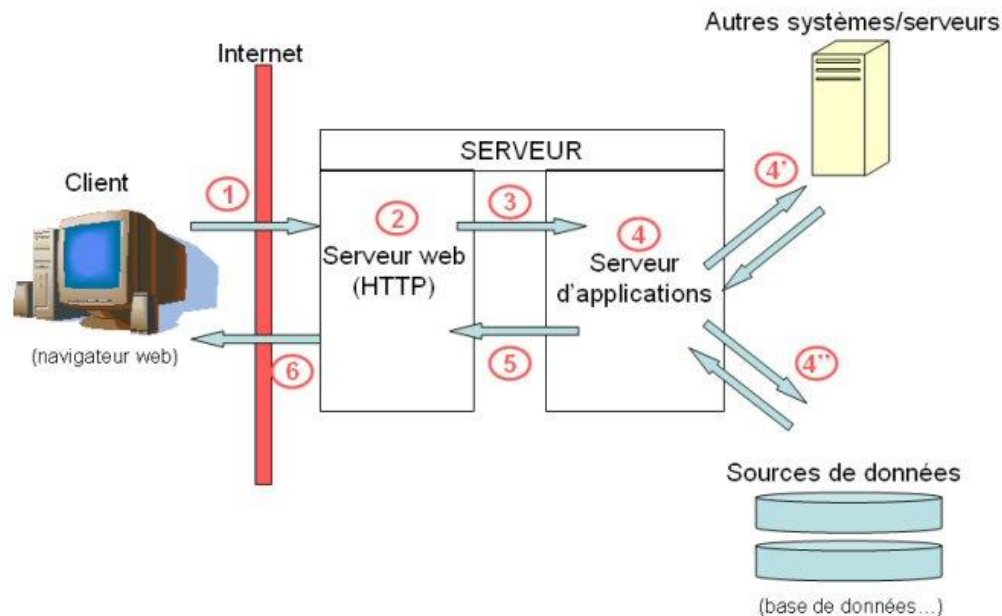 Autres systèmes/serveurs
Internet
SERVEUR
Client
1
2
3
4
4'
Serveur web
(HTTP)
Serveur
d'applications
(navigateur web)
6
5
4''
Sources de données
(base de données...)